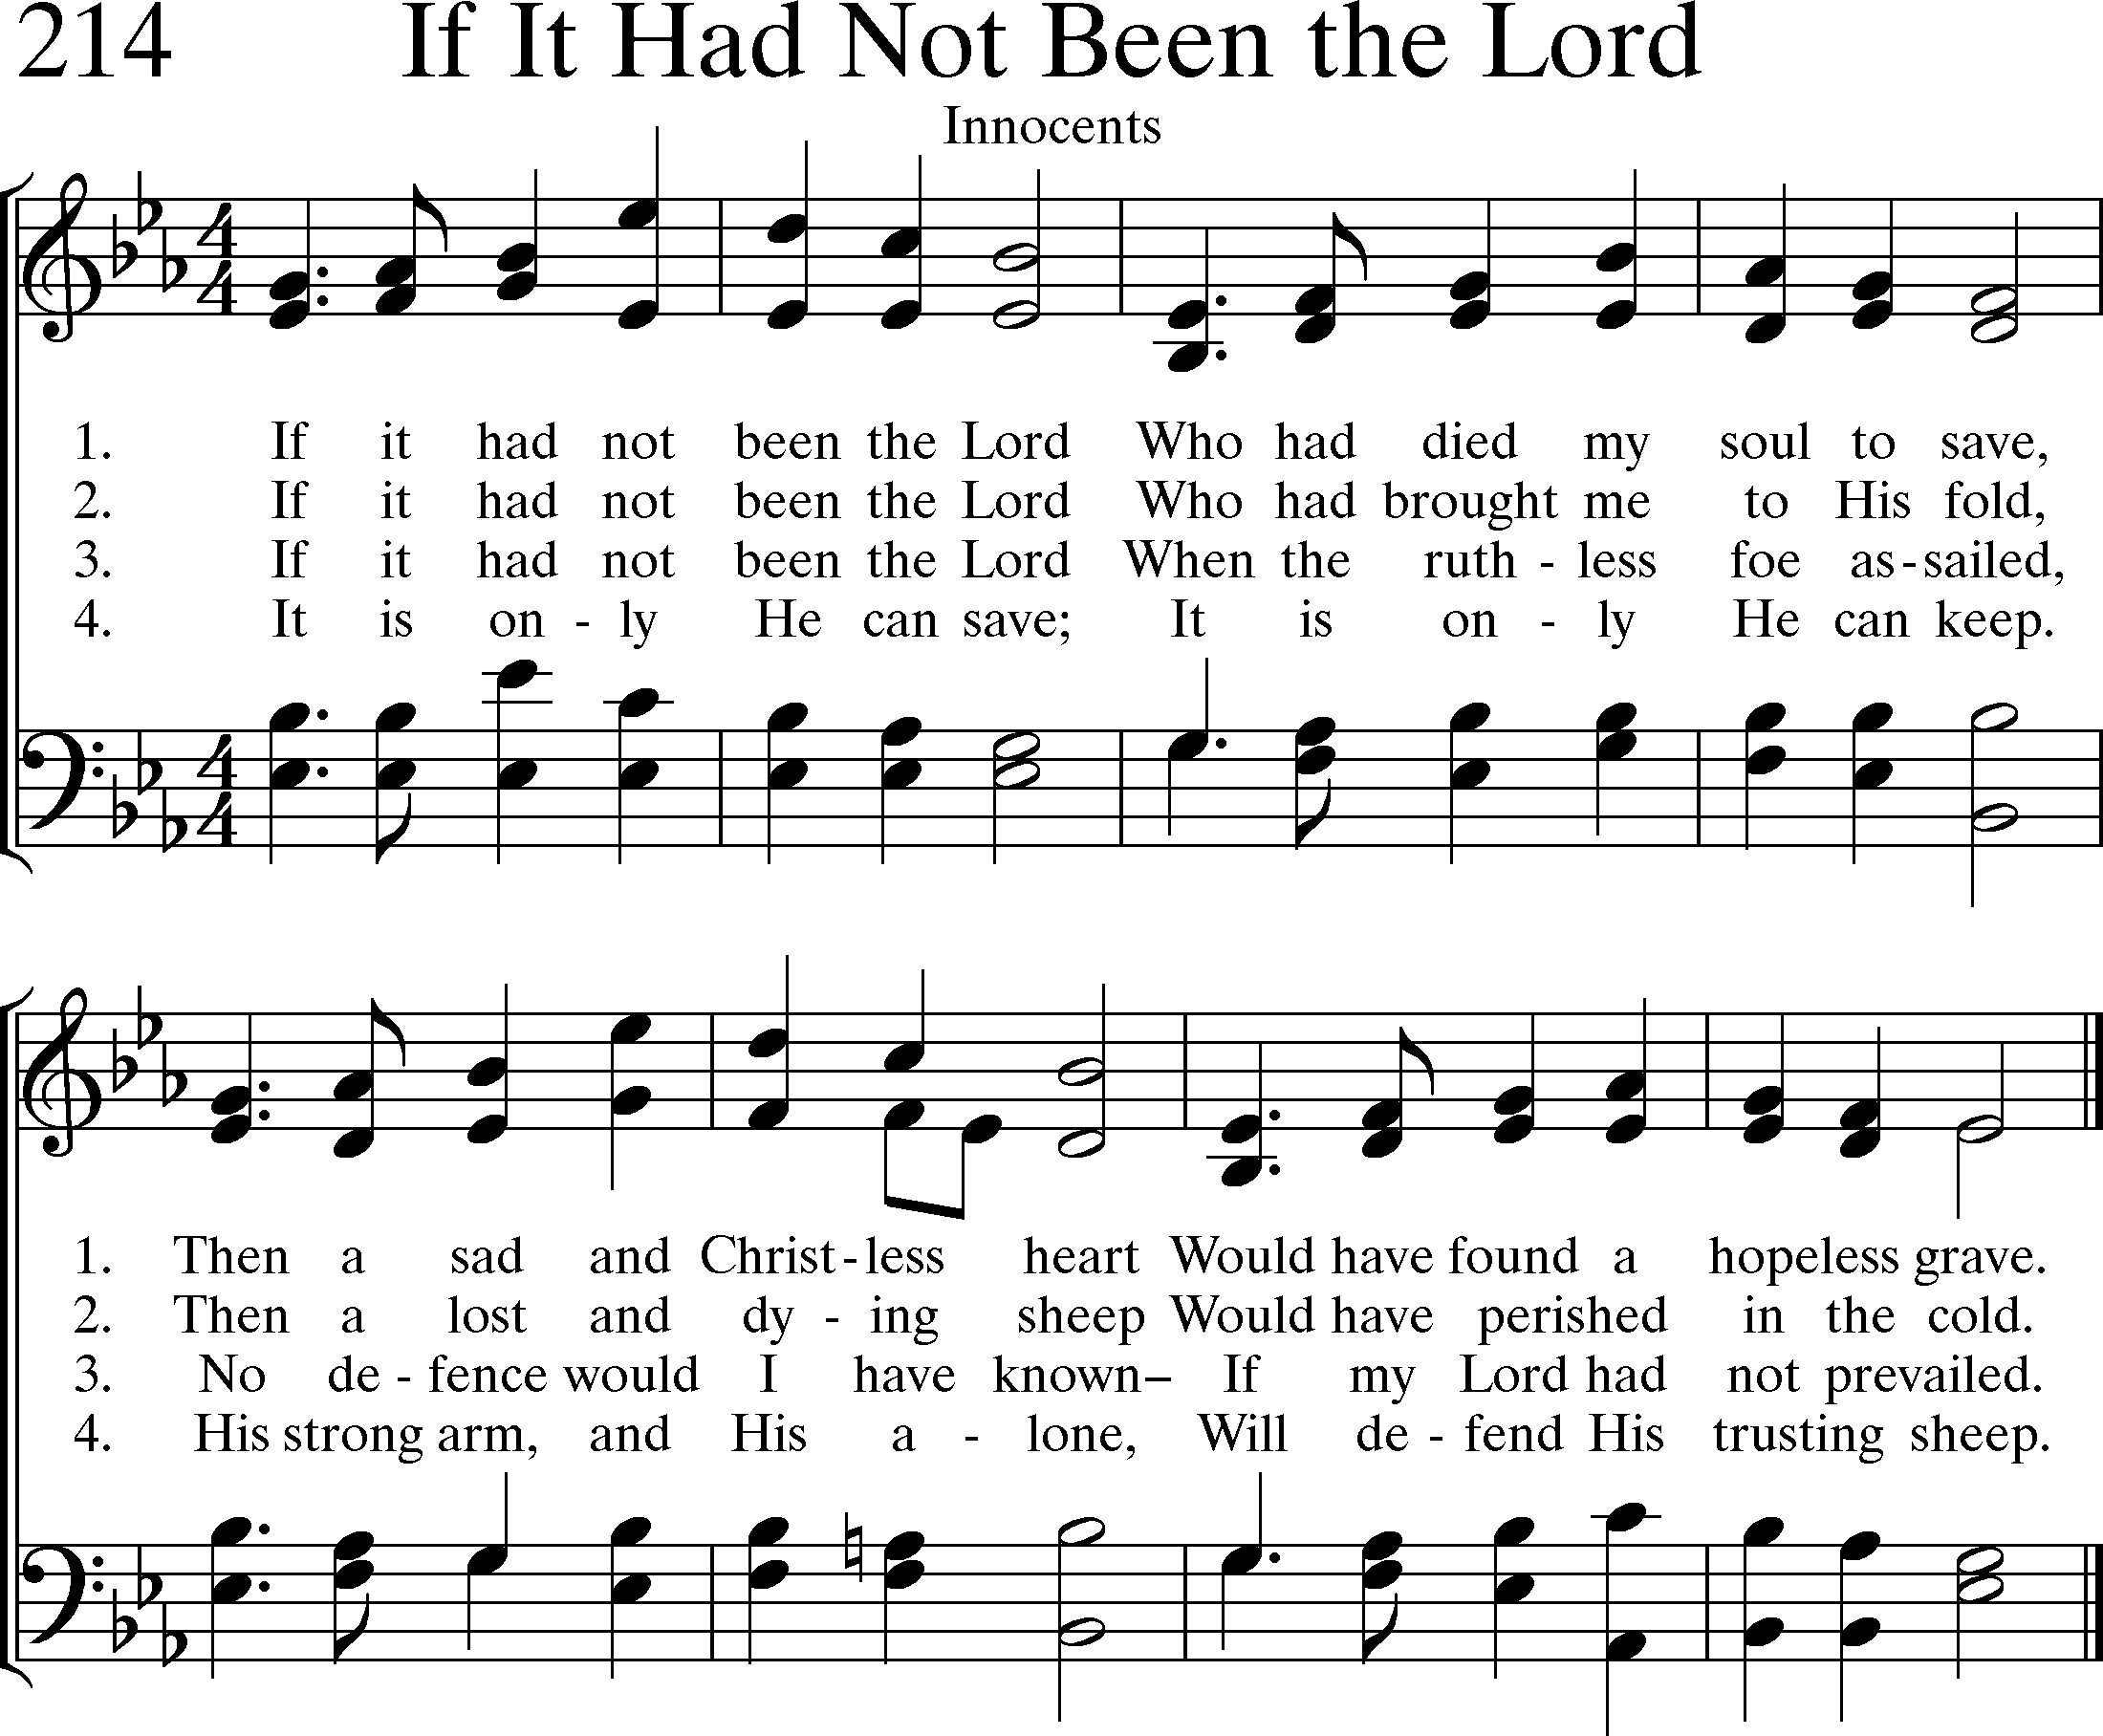 214 If It Had Not Been the Lord
Innocents
4
4
1. If it had not been the Lord Who had died my soul to save,
2. If it had not been the Lord Who had brought me to His fold,
3. If it had not been the Lord When the ruth - less foe as - sailed,
4. It is on - ly He can save; It is on - ly He can keep.
4
4
1. Then a sad and Christ - less heart Would have found a hopeless grave.
2. Then a lost and dy - ing sheep Would have perished in the cold.
3. No de - fence would I have known– If my Lord had not prevailed.
4. His strong arm, and His a - lone, Will de - fend His trusting sheep.